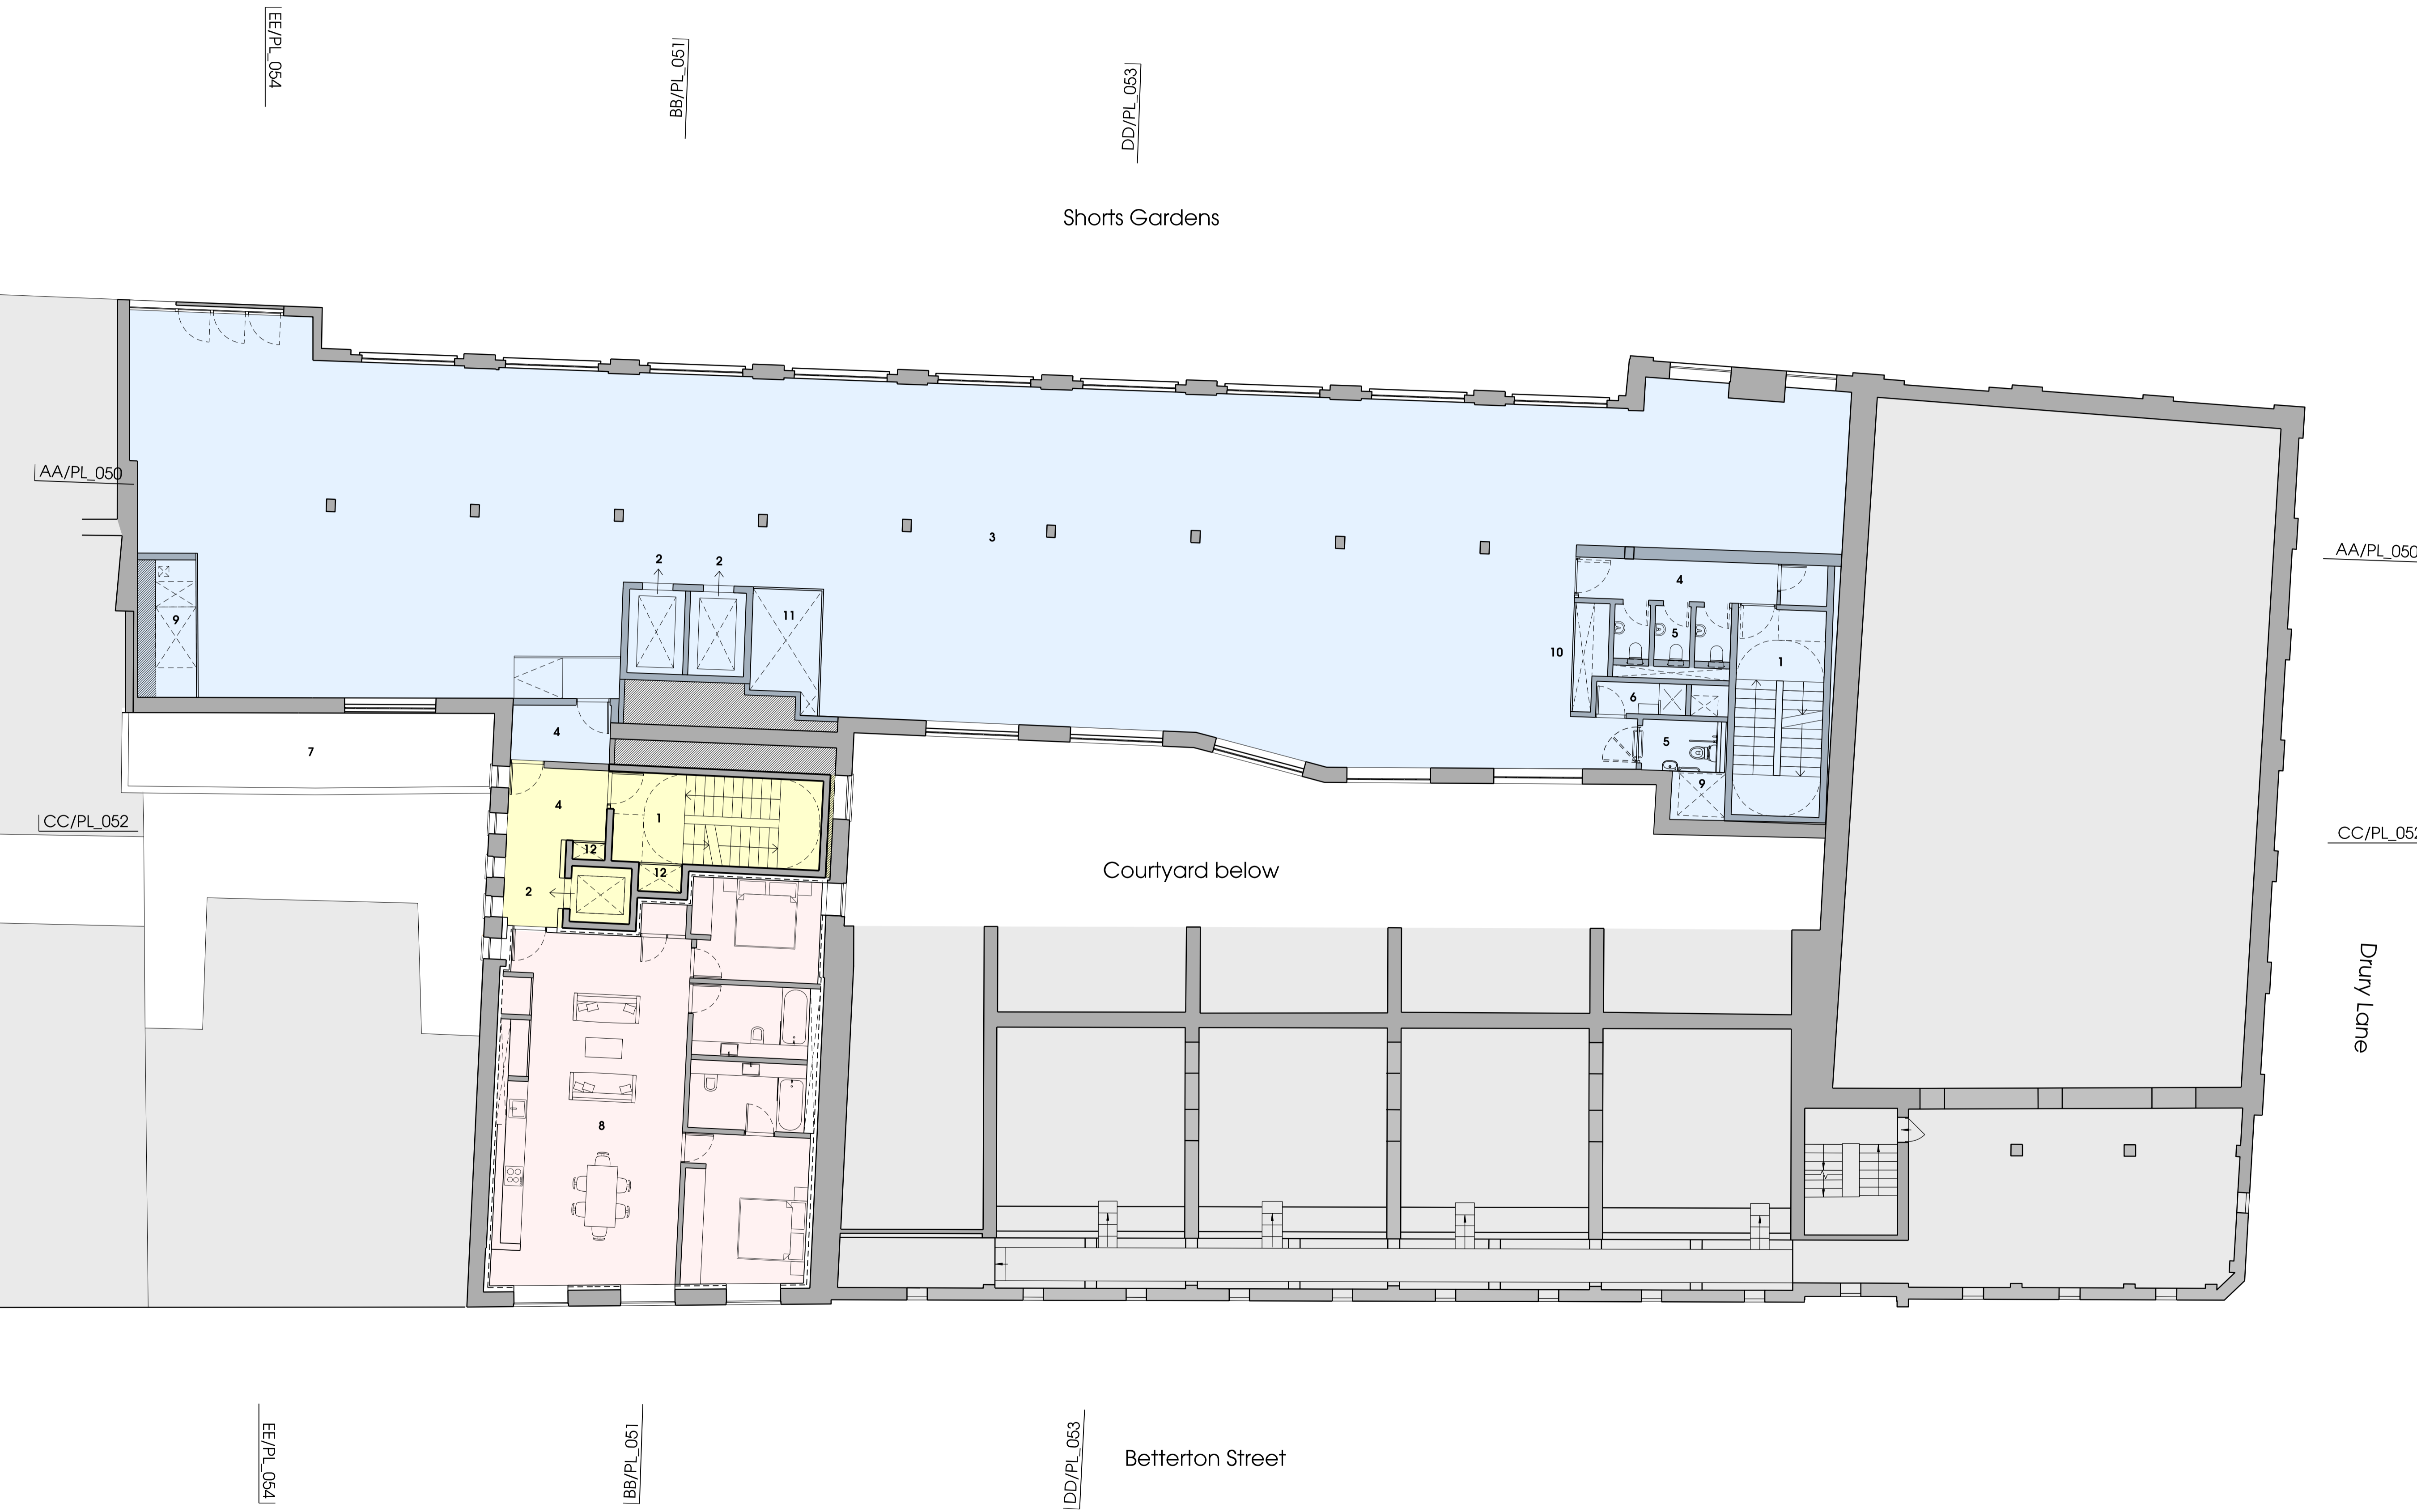 EE/PL_054
BB/PL_051
DD/PL_053
Shorts Gardens
AA/PL_050
3
2
2
AA/PL_050
4
11
9
5
10
1
6
4
5
7
9
4
1
CC/PL_052
CC/PL_052
12
12
2
Courtyard below
Drury Lane
8
EE/PL_054
BB/PL_051
DD/PL_053
Betterton Street